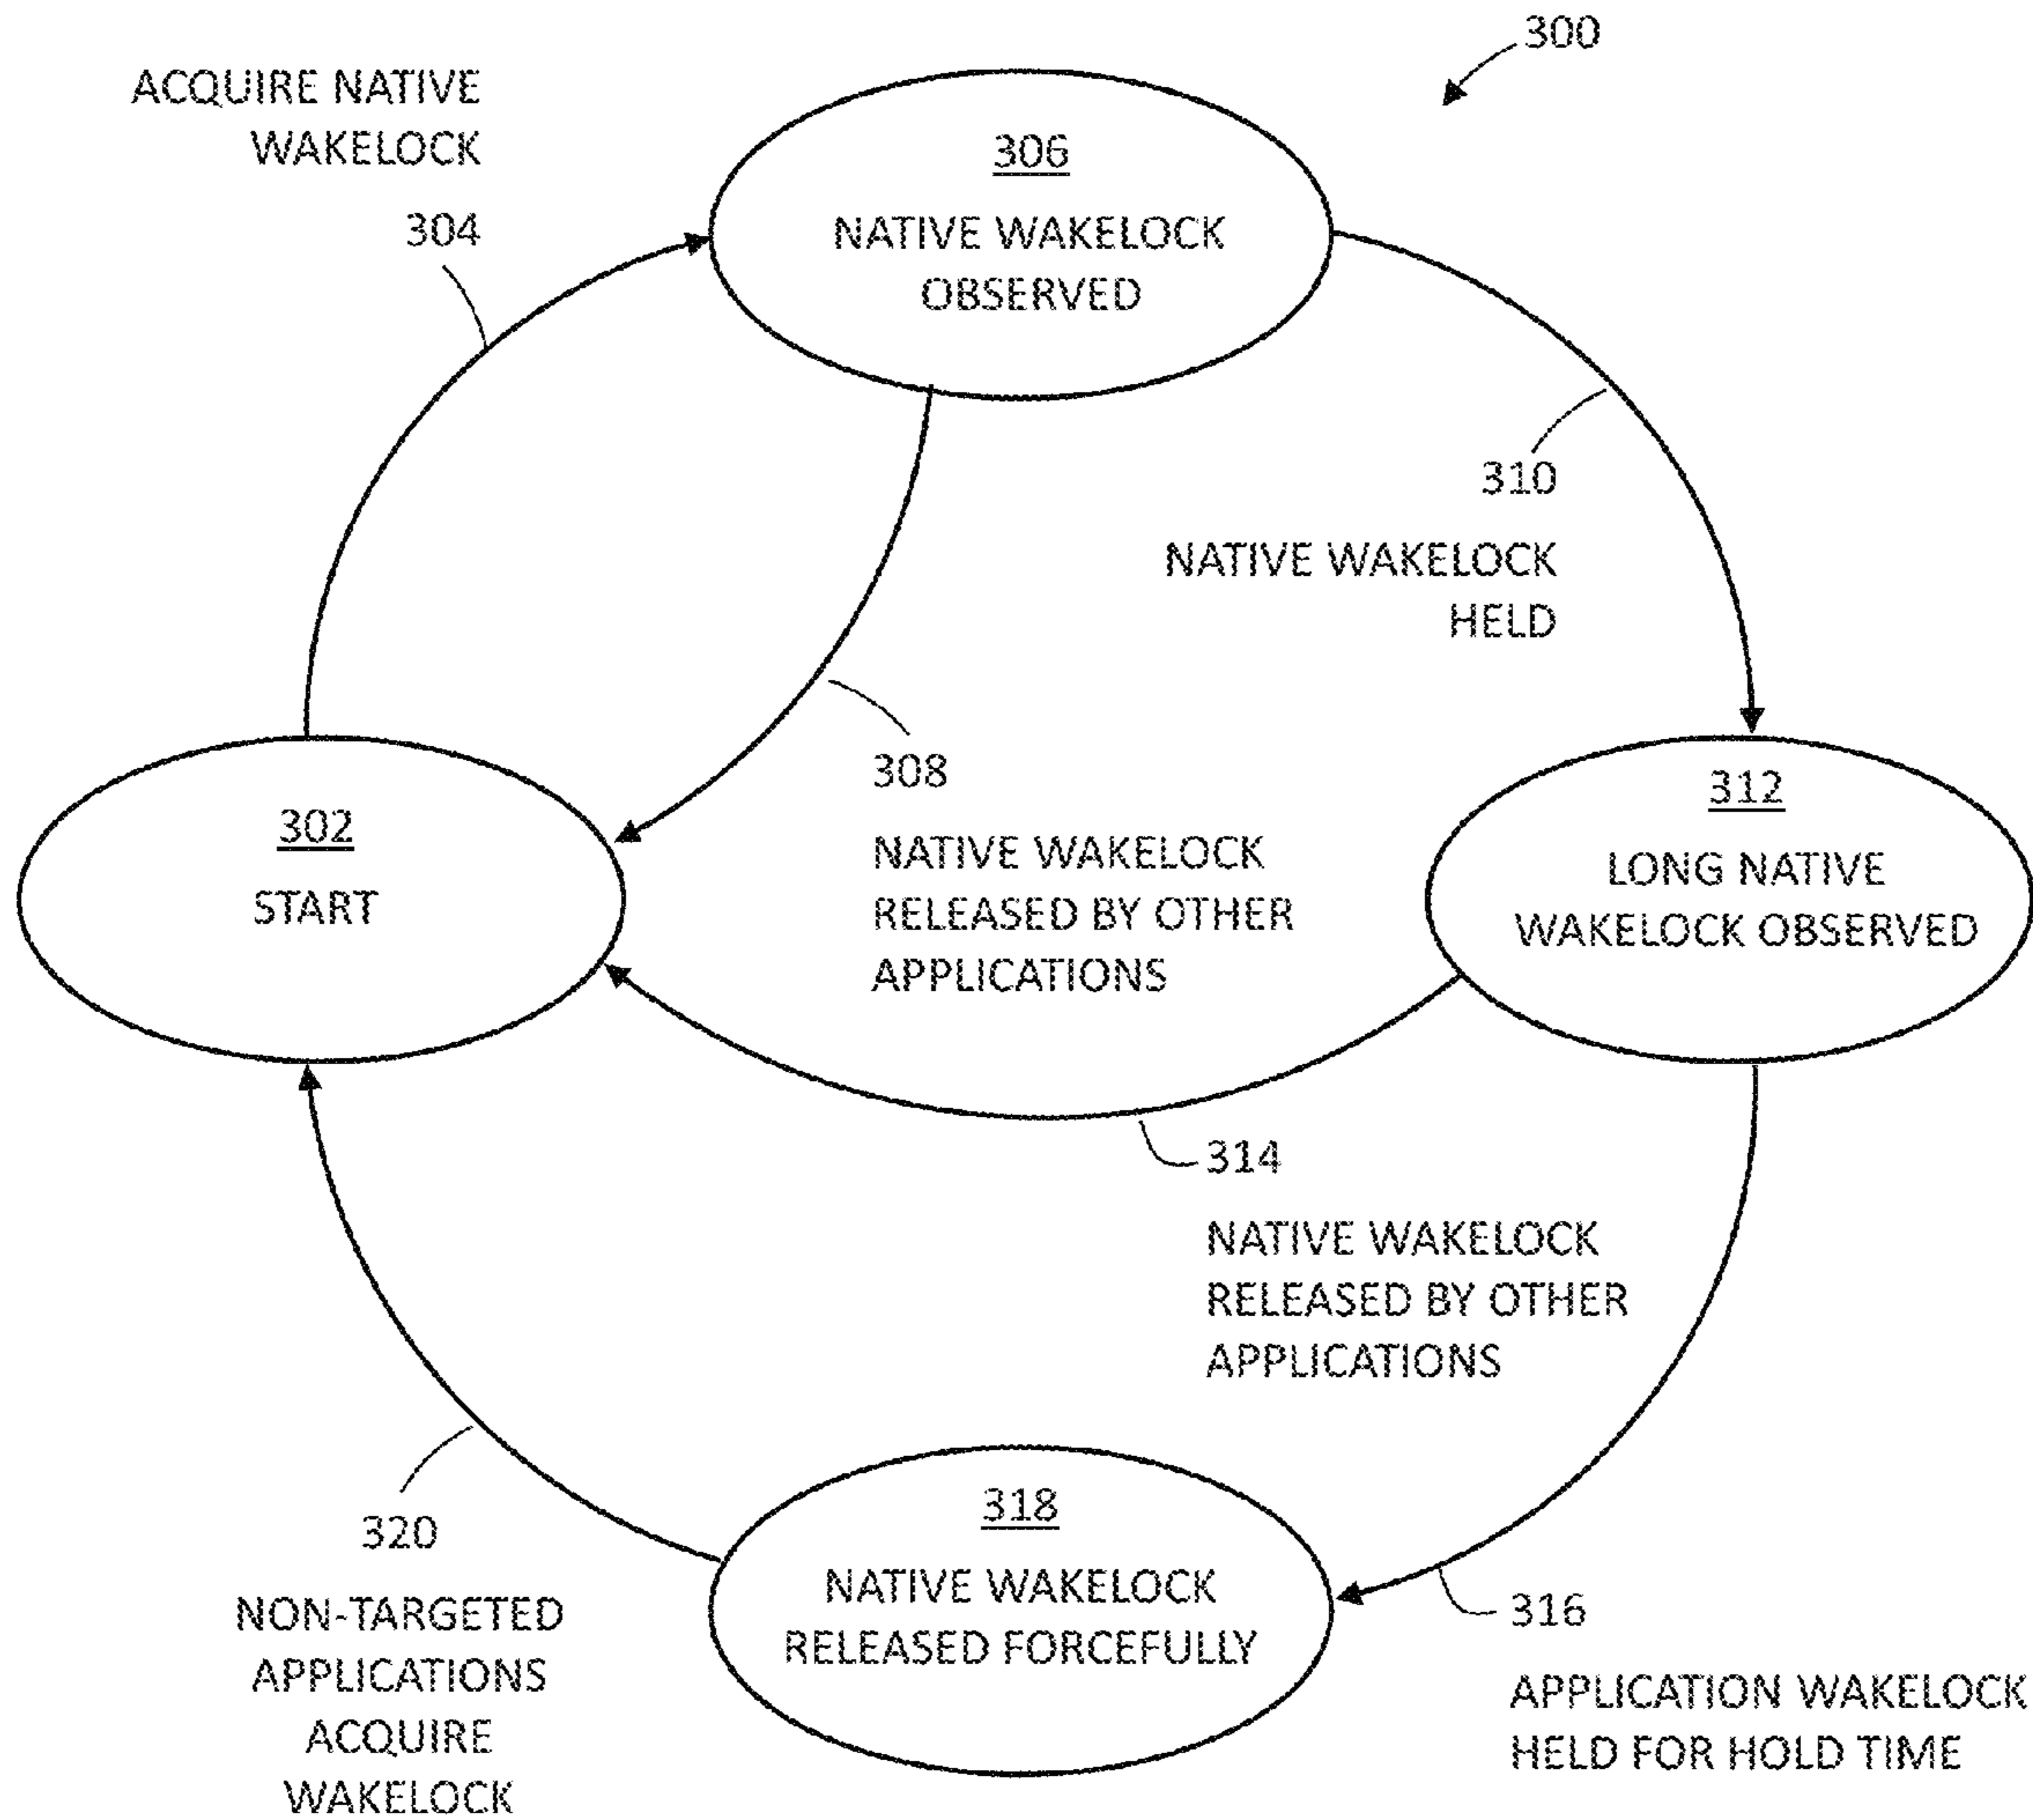 300
ACQUIRE NATIVE
WAKELOCK
304
306
NATIVE WAKELOCK
OBSERVED
310
NATIVE WAKELOCK
HELD
308
NATIVE WAKELOCK
RELEASED BY OTHER
APPLICATIONS
302
START
312
LONG NATIVE
WAKELOCK OBSERVED
314
NATIVE WAKELOCK
RELEASED BY OTHER
APPLICATIONS
316
APPLICATION WAKELOCK
HELD FOR HOLD TIME
318
NATIVE WAKELOCK
RELEASED FORCEFULLY
320
NON-TARGETED
APPLICATIONS
ACQUIRE
WAKELOCK